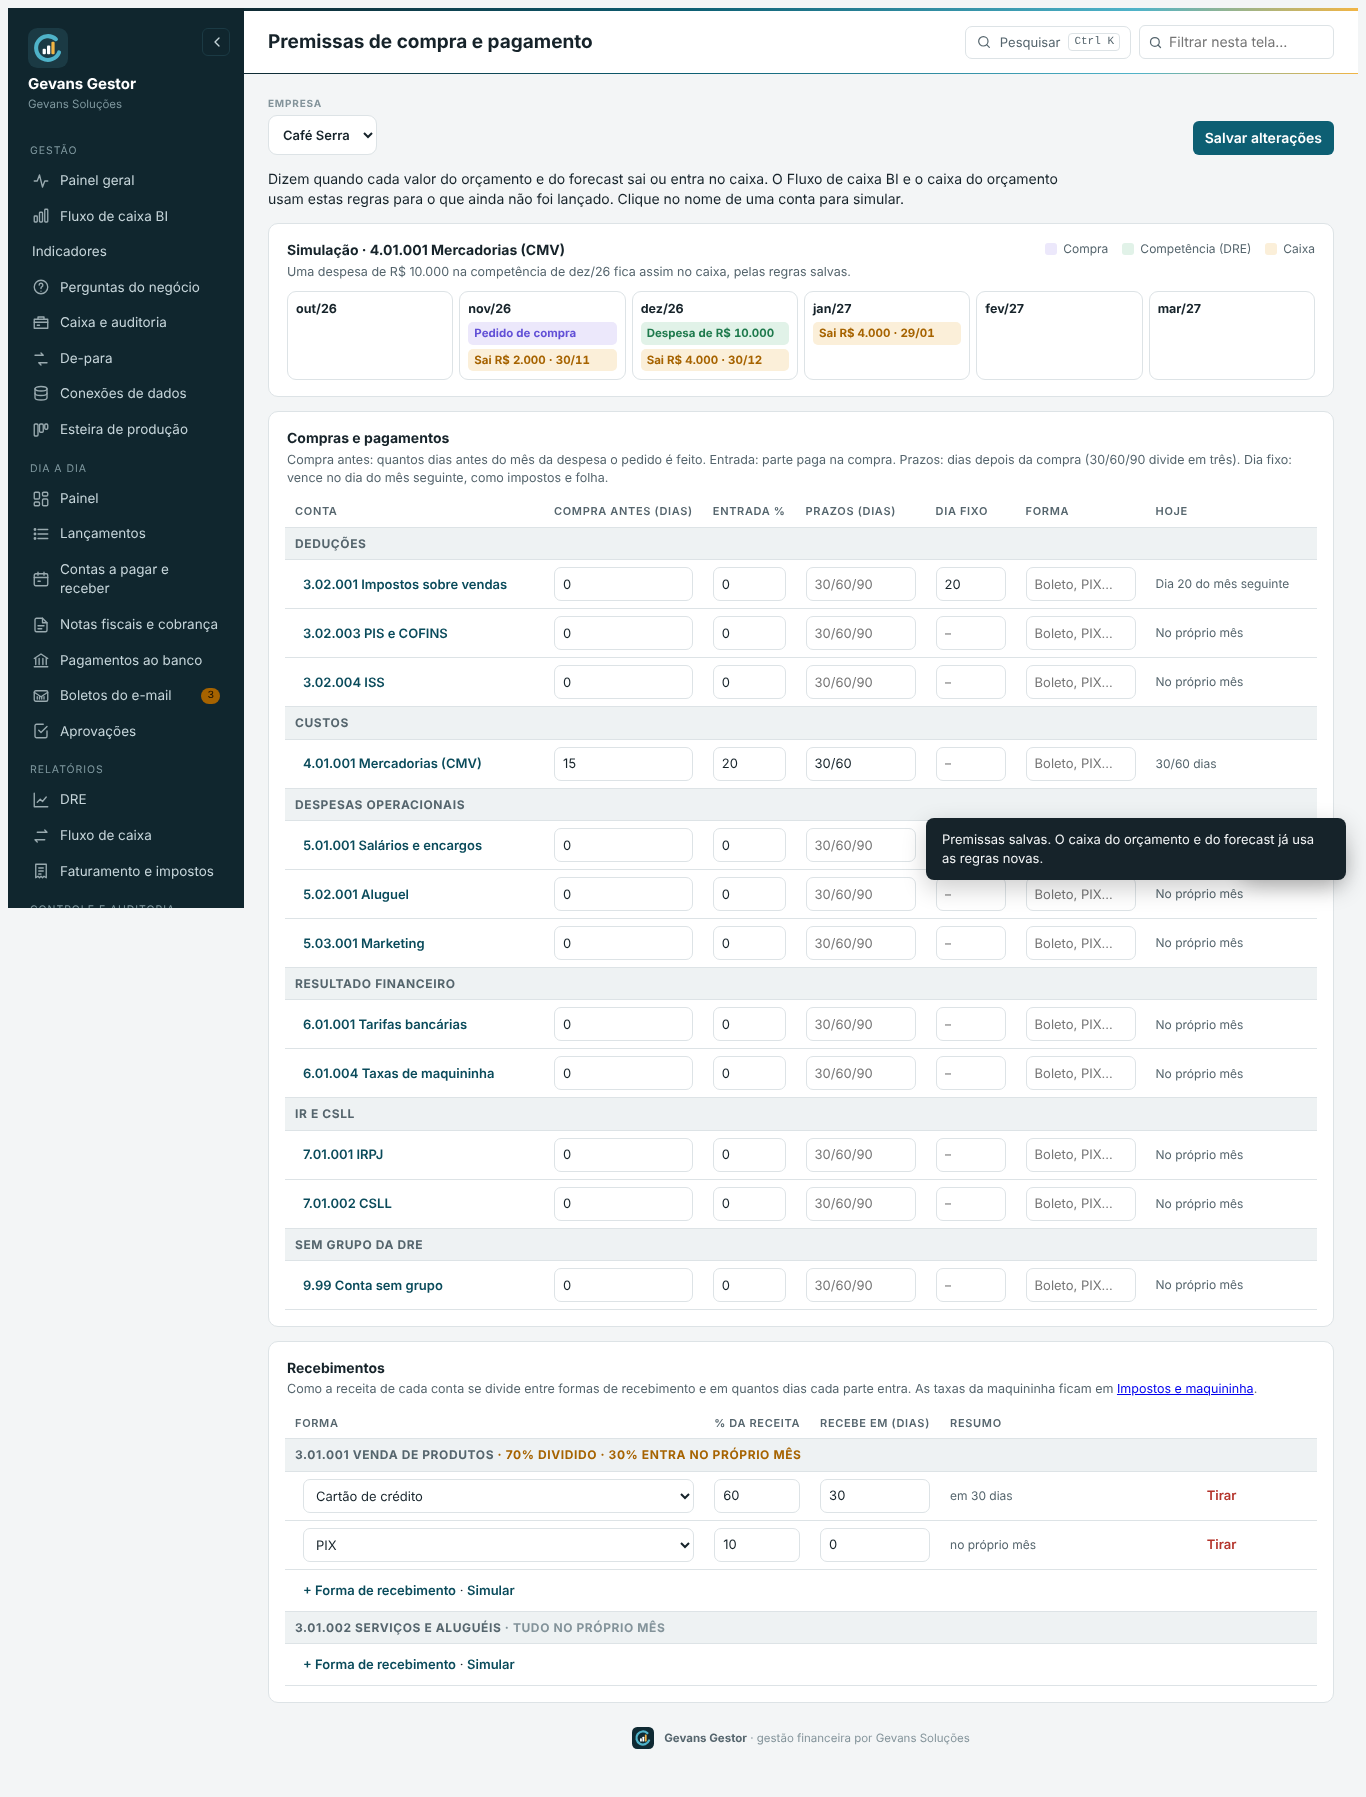 Gevans Gestor
Gevans Soluções
GESTÃO
Painel geral
Fluxo de caixa BI
Indicadores
Perguntas do negócio
Caixa e auditoria
De-para
Conexões de dados
Esteira de produção
DIA A DIA
Painel
Lançamentos
Contas a pagar e
receber
Notas fiscais e cobrança
Pagamentos ao banco
Boletos do e-mail 3
Aprovações
RELATÓRIOS
DRE
Fluxo de caixa
Faturamento e impostos
Premissas de compra e pagamento
Pesquisar Ctrl K
Filtrar nesta tela...
EMPRESA
Café Serra
Salvar alterações
Dizem quando cada valor do orçamento e do forecast sai ou entra no caixa. O Fluxo de caixa BI e o caixa do orçamento
usam estas regras para o que ainda não foi lançado. Clique no nome de uma conta para simular.
Simulação · 4.01.001 Mercadorias (CMV)
Compra Competência (DRE) Caixa
Uma despesa de R$ 10.000 na competência de dez/26 fica assim no caixa, pelas regras salvas.
out/26
nov/26
Pedido de compra
Sai R$ 2.000 · 30/11
dez/26
Despesa de R$ 10.000
Sai R$ 4.000 · 30/12
jan/27
Sai R$ 4.000 · 29/01
fev/27
mar/27
Compras e pagamentos
Compra antes: quantos dias antes do mês da despesa o pedido é feito. Entrada: parte paga na compra. Prazos: dias depois da compra (30/60/90 divide em três). Dia fixo:
vence no dia do mês seguinte, como impostos e folha.
CONTA COMPRA ANTES (DIAS) ENTRADA % PRAZOS (DIAS) DIA FIXO FORMA HOJE
DEDUÇÕES
3.02.001 Impostos sobre vendas 0 0 30/60/90 20 Boleto, PIX... Dia 20 do mês seguinte
3.02.003 PIS e COFINS 0 0 30/60/90 – Boleto, PIX... No próprio mês
3.02.004 ISS 0 0 30/60/90 – Boleto, PIX... No próprio mês
CUSTOS
4.01.001 Mercadorias (CMV) 15 20 30/60 – Boleto, PIX... 30/60 dias
DESPESAS OPERACIONAIS
5.01.001 Salários e encargos 0 0 30/60/90
Premissas salvas. O caixa do orçamento e do forecast já usa
as regras novas.
5.02.001 Aluguel 0 0 30/60/90 – Boleto, PIX... No próprio mês
5.03.001 Marketing 0 0 30/60/90 – Boleto, PIX... No próprio mês
RESULTADO FINANCEIRO
6.01.001 Tarifas bancárias 0 0 30/60/90 – Boleto, PIX... No próprio mês
6.01.004 Taxas de maquininha 0 0 30/60/90 – Boleto, PIX... No próprio mês
IR E CSLL
7.01.001 IRPJ 0 0 30/60/90 – Boleto, PIX... No próprio mês
7.01.002 CSLL 0 0 30/60/90 – Boleto, PIX... No próprio mês
SEM GRUPO DA DRE
9.99 Conta sem grupo 0 0 30/60/90 – Boleto, PIX... No próprio mês
Recebimentos
Como a receita de cada conta se divide entre formas de recebimento e em quantos dias cada parte entra. As taxas da maquininha ficam em Impostos e maquininha.
FORMA % DA RECEITA RECEBE EM (DIAS) RESUMO
3.01.001 VENDA DE PRODUTOS · 70% DIVIDIDO · 30% ENTRA NO PRÓPRIO MÊS
Cartão de crédito 60 30 em 30 dias Tirar
PIX 10 0 no próprio mês Tirar
+ Forma de recebimento · Simular
3.01.002 SERVIÇOS E ALUGUÉIS · TUDO NO PRÓPRIO MÊS
+ Forma de recebimento · Simular
Gevans Gestor · gestão financeira por Gevans Soluções